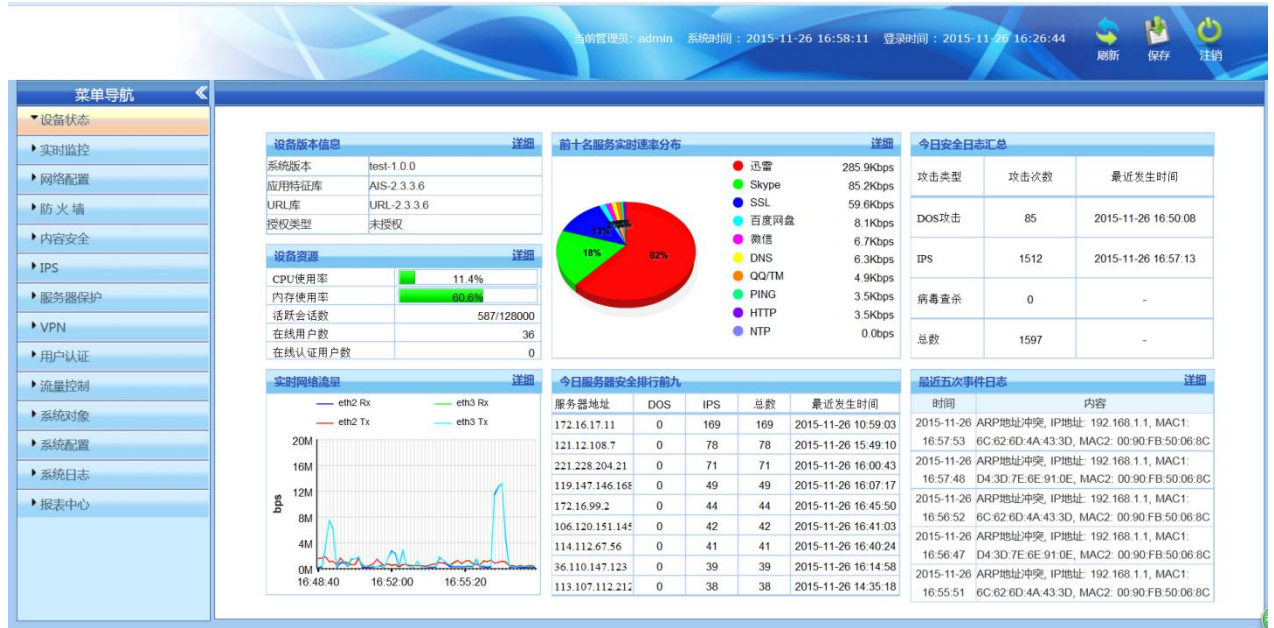 当前管理员: admin 系统时间 : 2015-11-26 16:58:11 登录时间 : 2015-11-26 16:26:44
刷新 保存 注销
菜单导航
设备状态
实时监控
网络配置
防 火 墙
内容安全
IPS
服务器保护
VPN
用户认证
流量控制
系统对象
系统配置
系统日志
报表中心
设备版本信息 详细
系统版本 test-1.0.0
应用特征库 AIS-2.3.3.6
URL库 URL-2.3.3.6
授权类型 未授权
设备资源 详细
CPU使用率 11.4%
内存使用率 60.6%
活跃会话数 587/128000
在线用户数 36
在线认证用户数 0
前十名服务实时速率分布 详细
13%
18% 62%
迅雷 285.9Kbps
Skype 85.2Kbps
SSL 59.6Kbps
百度网盘 8.1Kbps
微信 6.7Kbps
DNS 6.3Kbps
QQ/TM 4.9Kbps
PING 3.5Kbps
HTTP 3.5Kbps
NTP 0.0bps
今日安全日志汇总
攻击类型 攻击次数 最近发生时间
DOS攻击 85 2015-11-26 16:50:08
IPS 1512 2015-11-26 16:57:13
病毒查杀 0 -
总数 1597 -
实时网络流量 详细
eth2 Rx eth3 Rx
eth2 Tx eth3 Tx
20M
16M
12M
8M
4M
0M
bps
16:48:40 16:52:00 16:55:20
今日服务器安全排行前九
服务器地址 DOS IPS 总数 最近发生时间
172.16.17.11 0 169 169 2015-11-26 10:59:03
121.12.108.7 0 78 78 2015-11-26 15:49:10
221.228.204.21 0 71 71 2015-11-26 16:00:43
119.147.146.168 0 49 49 2015-11-26 16:07:17
172.16.99.2 0 44 44 2015-11-26 16:45:50
106.120.151.145 0 42 42 2015-11-26 16:41:03
114.112.67.56 0 41 41 2015-11-26 16:40:24
36.110.147.123 0 39 39 2015-11-26 16:14:58
113.107.112.212 0 38 38 2015-11-26 14:35:18
最近五次事件日志 详细
时间 内容
2015-11-26 ARP地址冲突, IP地址: 192.168.1.1, MAC1:
16:57:53 6C:62:6D:4A:43:3D, MAC2: 00:90:FB:50:06:8C
2015-11-26 ARP地址冲突, IP地址: 192.168.1.1, MAC1:
16:57:48 D4:3D:7E:6E:91:0E, MAC2: 00:90:FB:50:06:8C
2015-11-26 ARP地址冲突, IP地址: 192.168.1.1, MAC1:
16:56:52 6C:62:6D:4A:43:3D, MAC2: 00:90:FB:50:06:8C
2015-11-26 ARP地址冲突, IP地址: 192.168.1.1, MAC1:
16:56:47 D4:3D:7E:6E:91:0E, MAC2: 00:90:FB:50:06:8C
2015-11-26 ARP地址冲突, IP地址: 192.168.1.1, MAC1:
16:55:51 6C:62:6D:4A:43:3D, MAC2: 00:90:FB:50:06:8C